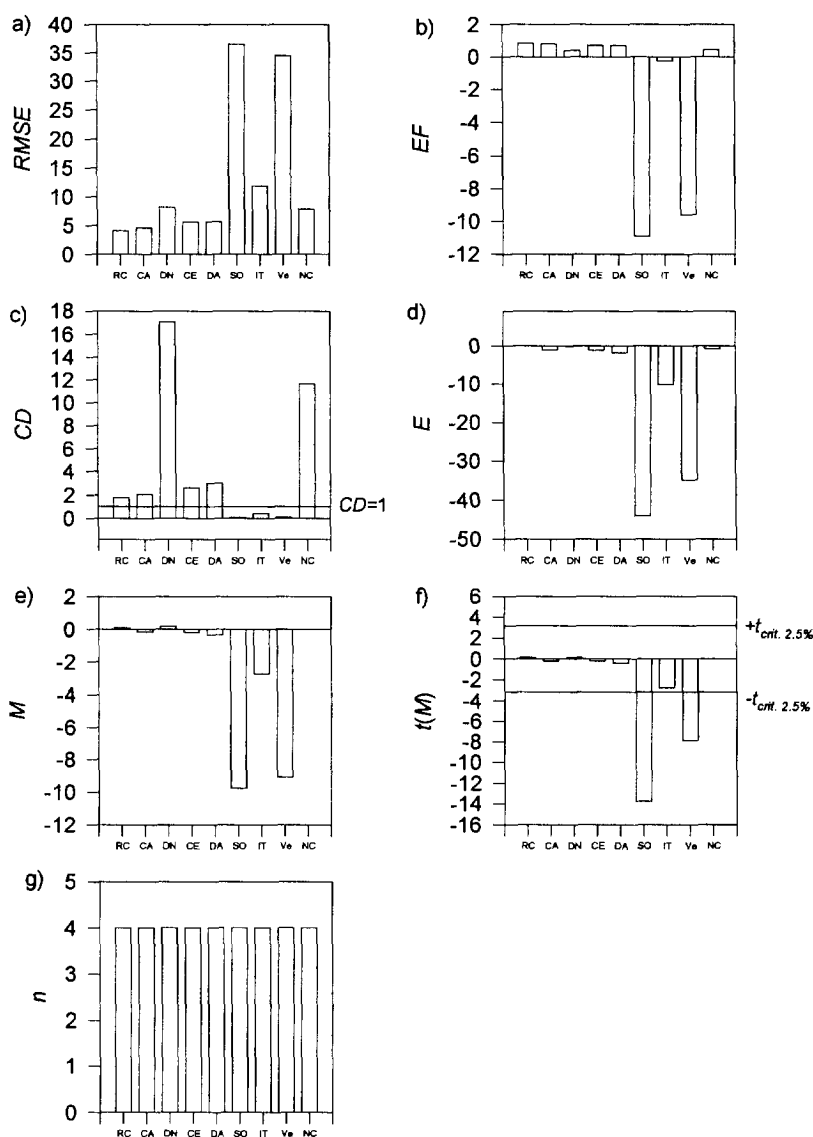 a)
RMSE
40
35
30
25
20
15
10
5
0
RC CA DN CE DA SO IT Ve NC
b)
EF
2
0
-2
-4
-6
-8
-10
-12
RC CA DN CE DA SO IT Ve NC
c)
CD
18
16
14
12
10
8
6
4
2
0
CD=1
RC CA DN CE DA SO IT Ve NC
d)
E
0
-10
-20
-30
-40
-50
RC CA DN CE DA SO IT Ve NC
e)
M
2
0
-2
-4
-6
-8
-10
-12
RC CA DN CE DA SO IT Ve NC
f)
t(M)
6
4
2
0
-2
-4
-6
-8
-10
-12
-14
-16
+t crit. 2.5%
-t crit. 2.5%
RC CA DN CE DA SO IT Ve NC
g)
n
5
4
3
2
1
0
RC CA DN CE DA SO IT Ve NC